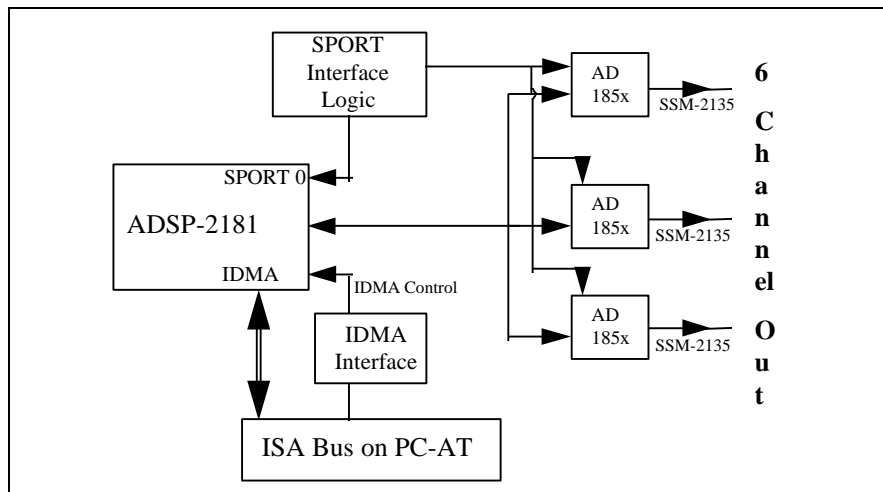 SPORT
Interface
Logic
AD
185x
SSM-2135
6
C
h
a
n
n
el
O
u
t
SPORT 0
ADSP-2181
IDMA
AD
185x
SSM-2135
IDMA Control
IDMA
Interface
AD
185x
SSM-2135
ISA Bus on PC-AT